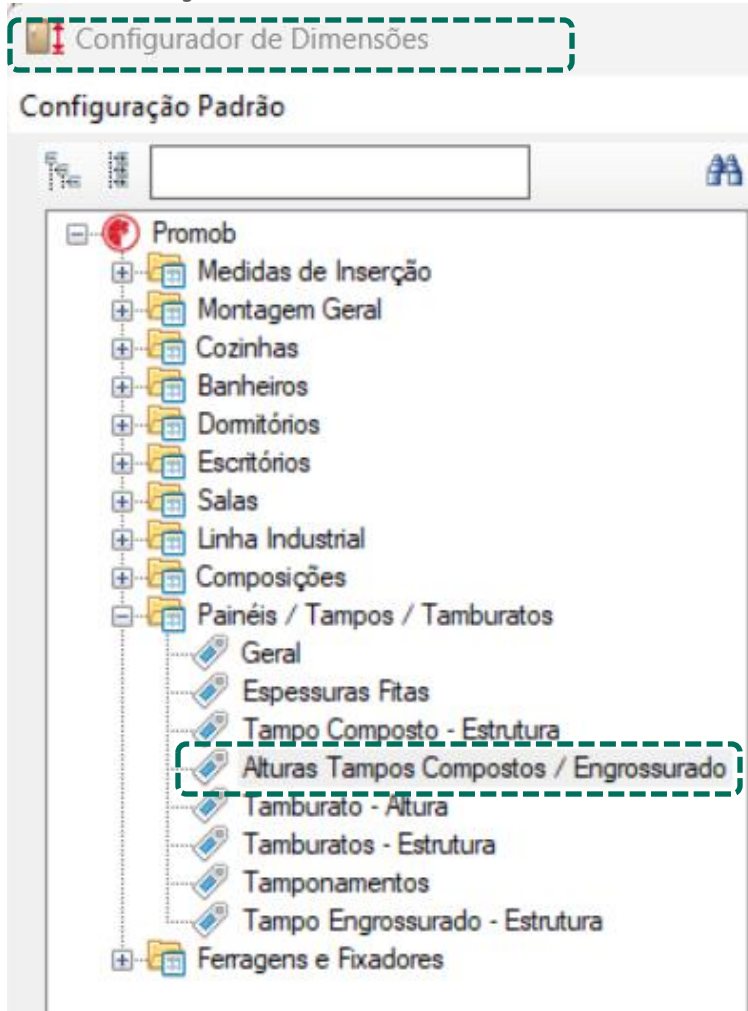 Configurador de Dimensões
Configuração Padrão
Promob
Medidas de Inserção
Montagem Geral
Cozinhas
Banheiros
Dormitórios
Escritórios
Salas
Linha Industrial
Composições
Painéis / Tampos / Tamburatos
Geral
Espessuras Fitas
Tampo Composto - Estrutura
Alturas Tampos Compostos / Engrossurado
Tamburato - Altura
Tamburatos - Estrutura
Tamponamentos
Tampo Engrossurado - Estrutura
Ferragens e Fixadores